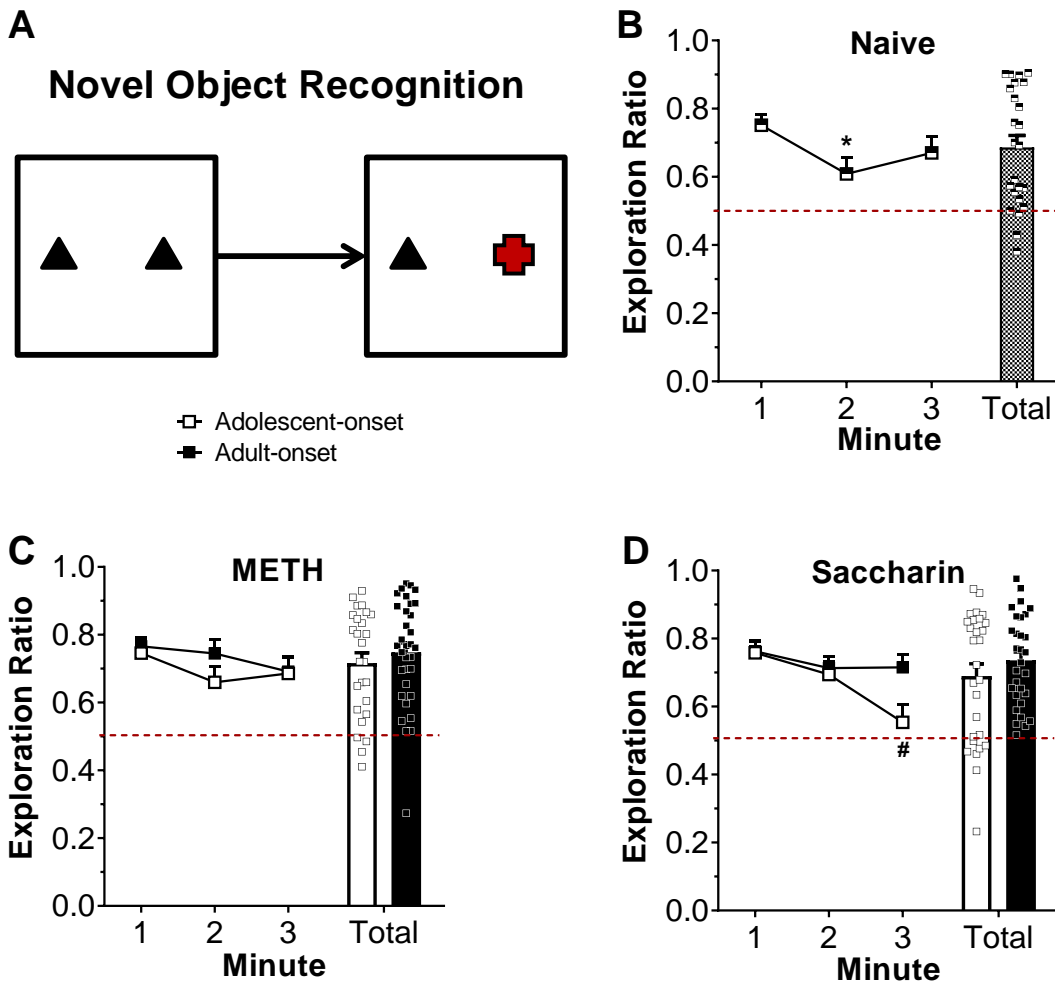 A
Novel Object Recognition
Adolescent-onset
Adult-onset
B
Naive
Exploration Ratio
1.0
0.8
0.6
0.4
0.2
0.0
*
1 2 3 Total
Minute
C
METH
Exploration Ratio
1.0
0.8
0.6
0.4
0.2
0.0
1 2 3 Total
Minute
D
Saccharin
Exploration Ratio
1.0
0.8
0.6
0.4
0.2
0.0
#
1 2 3 Total
Minute